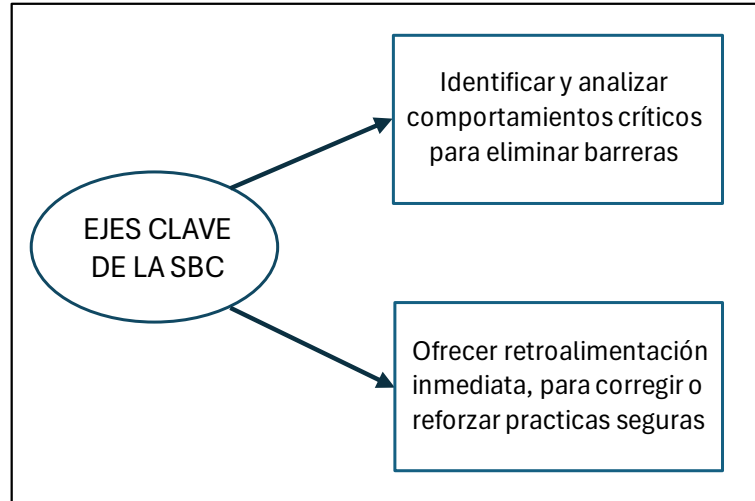 Identificar y analizar
comportamientos críticos
para eliminar barreras
EJES CLAVE
DE LA SBC
Ofrecer retroalimentación
inmediata, para corregir o
reforzar practicas seguras